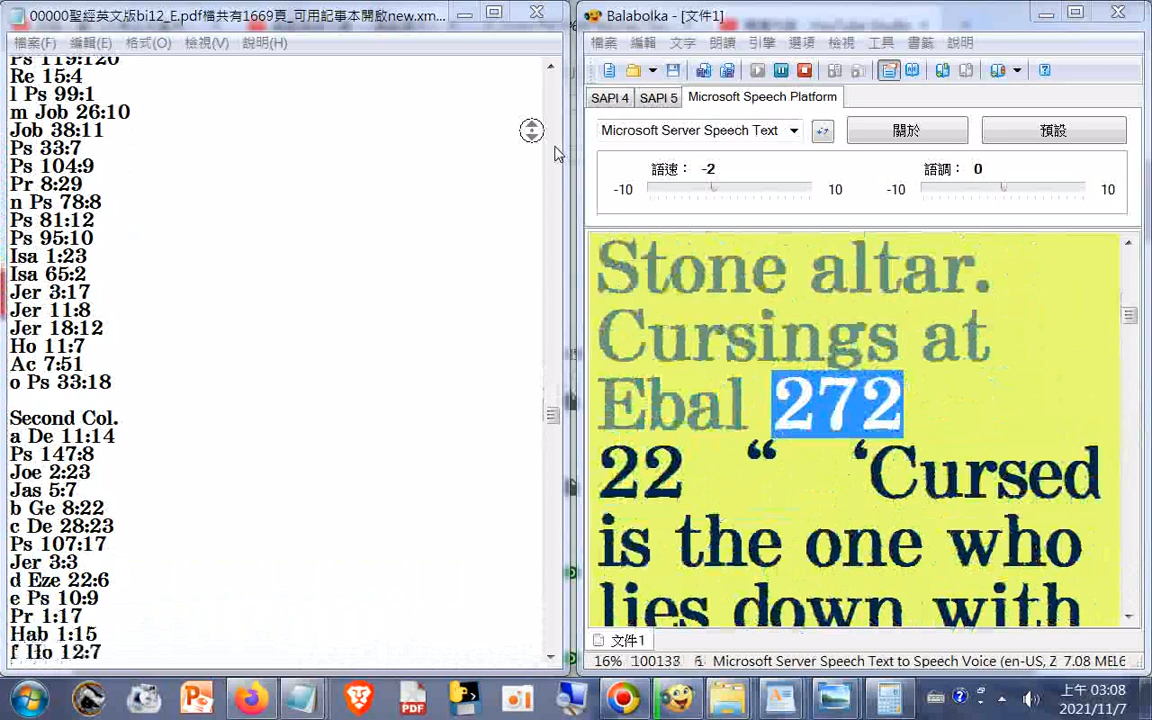 00000聖經英文版bi12_E.pdf檔共有1669頁_可用記事本開啟new.xm...
檔案(F) 編輯(E) 格式(O) 檢視(V) 說明(H)
Ps 119:120
Re 15:4
l Ps 99:1
m Job 26:10
Job 38:11
Ps 33:7
Ps 104:9
Pr 8:29
n Ps 78:8
Ps 81:12
Ps 95:10
Isa 1:23
Isa 65:2
Jer 3:17
Jer 11:8
Jer 18:12
Ho 11:7
Ac 7:51
o Ps 33:18
Second Col.
a De 11:14
Ps 147:8
Joe 2:23
Jas 5:7
b Ge 8:22
c De 28:23
Ps 107:17
Jer 3:3
d Eze 22:6
e Ps 10:9
Pr 1:17
Hab 1:15
f Ho 12:7
Balabolka - [文件1]
檔案 編輯 文字 朗讀 引擎 選項 檢視 工具 書籤 說明
SAPI 4 SAPI 5 Microsoft Speech Platform
Microsoft Server Speech Text 關於 預設
語速： -2 語調： 0
-10 10 -10 10
Stone altar.
Cursings at
Ebal 272
22 “ ‘Cursed
is the one who
lies down with
文件1
16% 100138 Microsoft Server Speech Text to Speech Voice (en-US, Z 7.08 ME
PDF
上午 03:08
2021/11/7